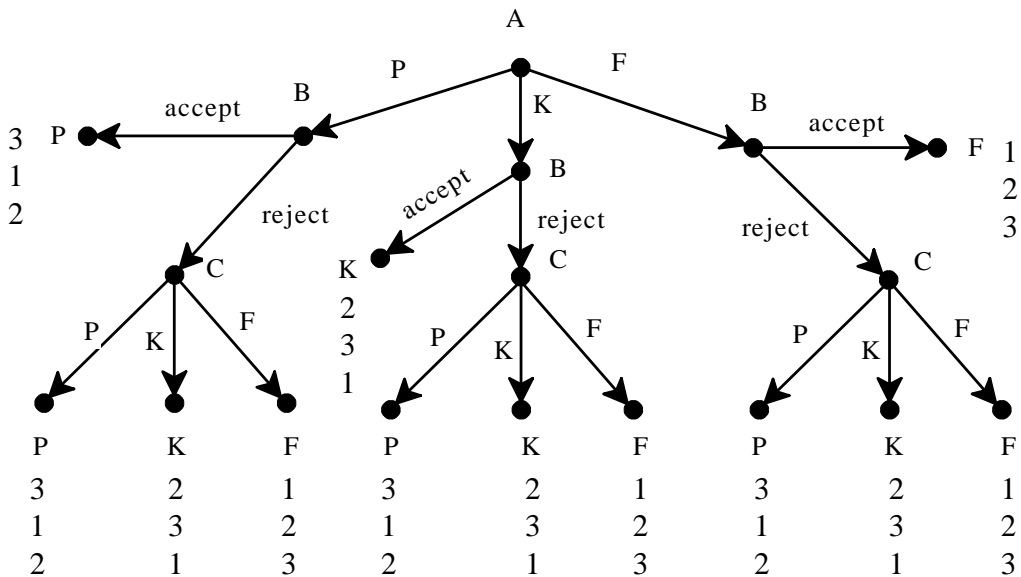 A
P
F
B
K
B
accept
accept
3 P
F 1
1
2
2
3
B
accept
reject
reject
reject
C
K
C
C
2
3
1
P
K
F
P
K
F
P
K
F
P K F P K F P K F
3 2 1 3 2 1 3 2 1
1 3 2 1 3 2 1 3 2
2 1 3 2 1 3 2 1 3